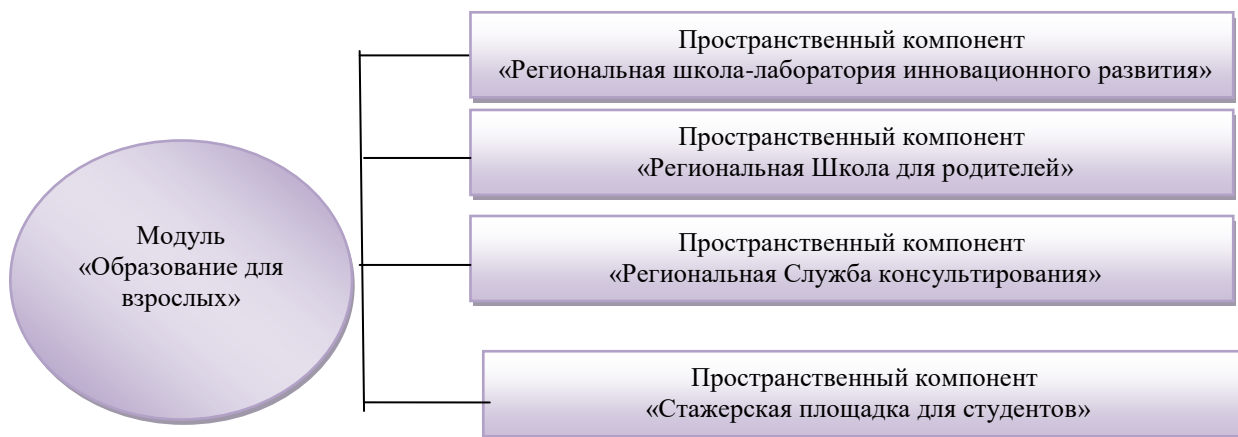 Модуль
«Образование для
взрослых»
Пространственный компонент
«Региональная школа-лаборатория инновационного развития»
Пространственный компонент
«Региональная Школа для родителей»
Пространственный компонент
«Региональная Служба консультирования»
Пространственный компонент
«Стажерская площадка для студентов»